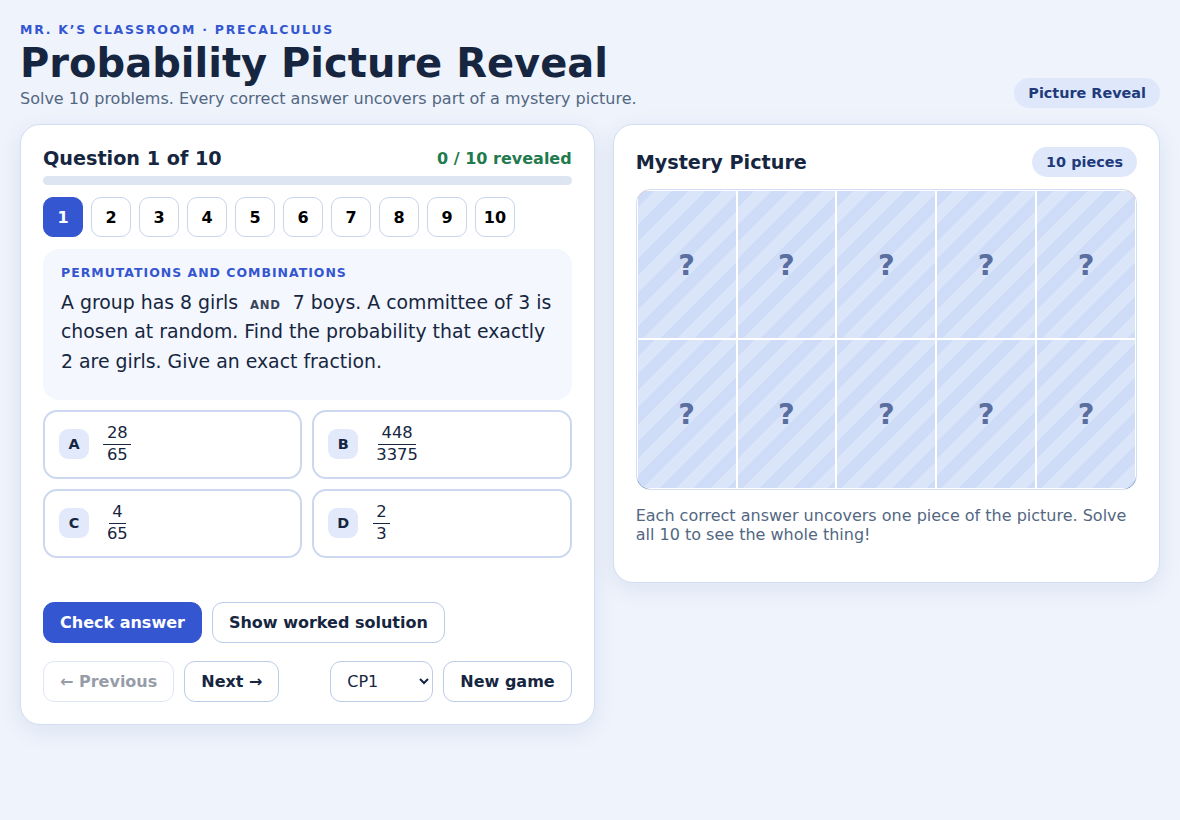 MR. K’S CLASSROOM · PRECALCULUS
Probability Picture Reveal
Solve 10 problems. Every correct answer uncovers part of a mystery picture.
Picture Reveal
Question 1 of 10
0 / 10 revealed
1 2 3 4 5 6 7 8 9 10
PERMUTATIONS AND COMBINATIONS
A group has 8 girls AND 7 boys. A committee of 3 is
chosen at random. Find the probability that exactly
2 are girls. Give an exact fraction.
A 28/65
B 448/3375
C 4/65
D 2/3
Check answer
Show worked solution
← Previous
Next →
CP1
New game
Mystery Picture
10 pieces
? ? ? ? ?
? ? ? ? ?
Each correct answer uncovers one piece of the picture. Solve
all 10 to see the whole thing!